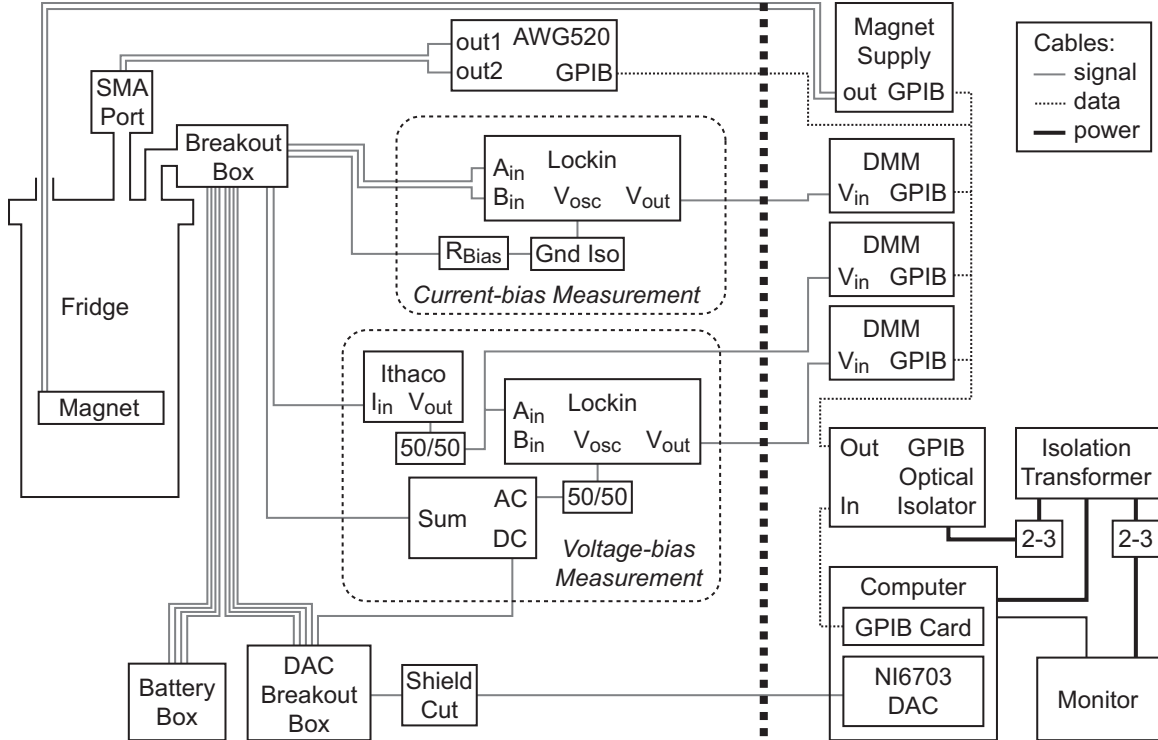 out1 AWG520
out2
GPIB
Magnet
Supply
out GPIB
Cables:
signal
data
power
SMA
Port
Breakout
Box
Lockin
Ain
Bin Vosc Vout
RBias
Gnd Iso
Current-bias Measurement
DMM
Vin GPIB
DMM
Vin GPIB
DMM
Vin GPIB
Fridge
Magnet
Ithaco
Iin Vout
50/50
Lockin
Ain
Bin Vosc Vout
50/50
AC
Sum
DC
Voltage-bias
Measurement
Out GPIB
Optical
In Isolator
Isolation
Transformer
2-3
2-3
Computer
GPIB Card
NI6703
DAC
Monitor
Battery
Box
DAC
Breakout
Box
Shield
Cut